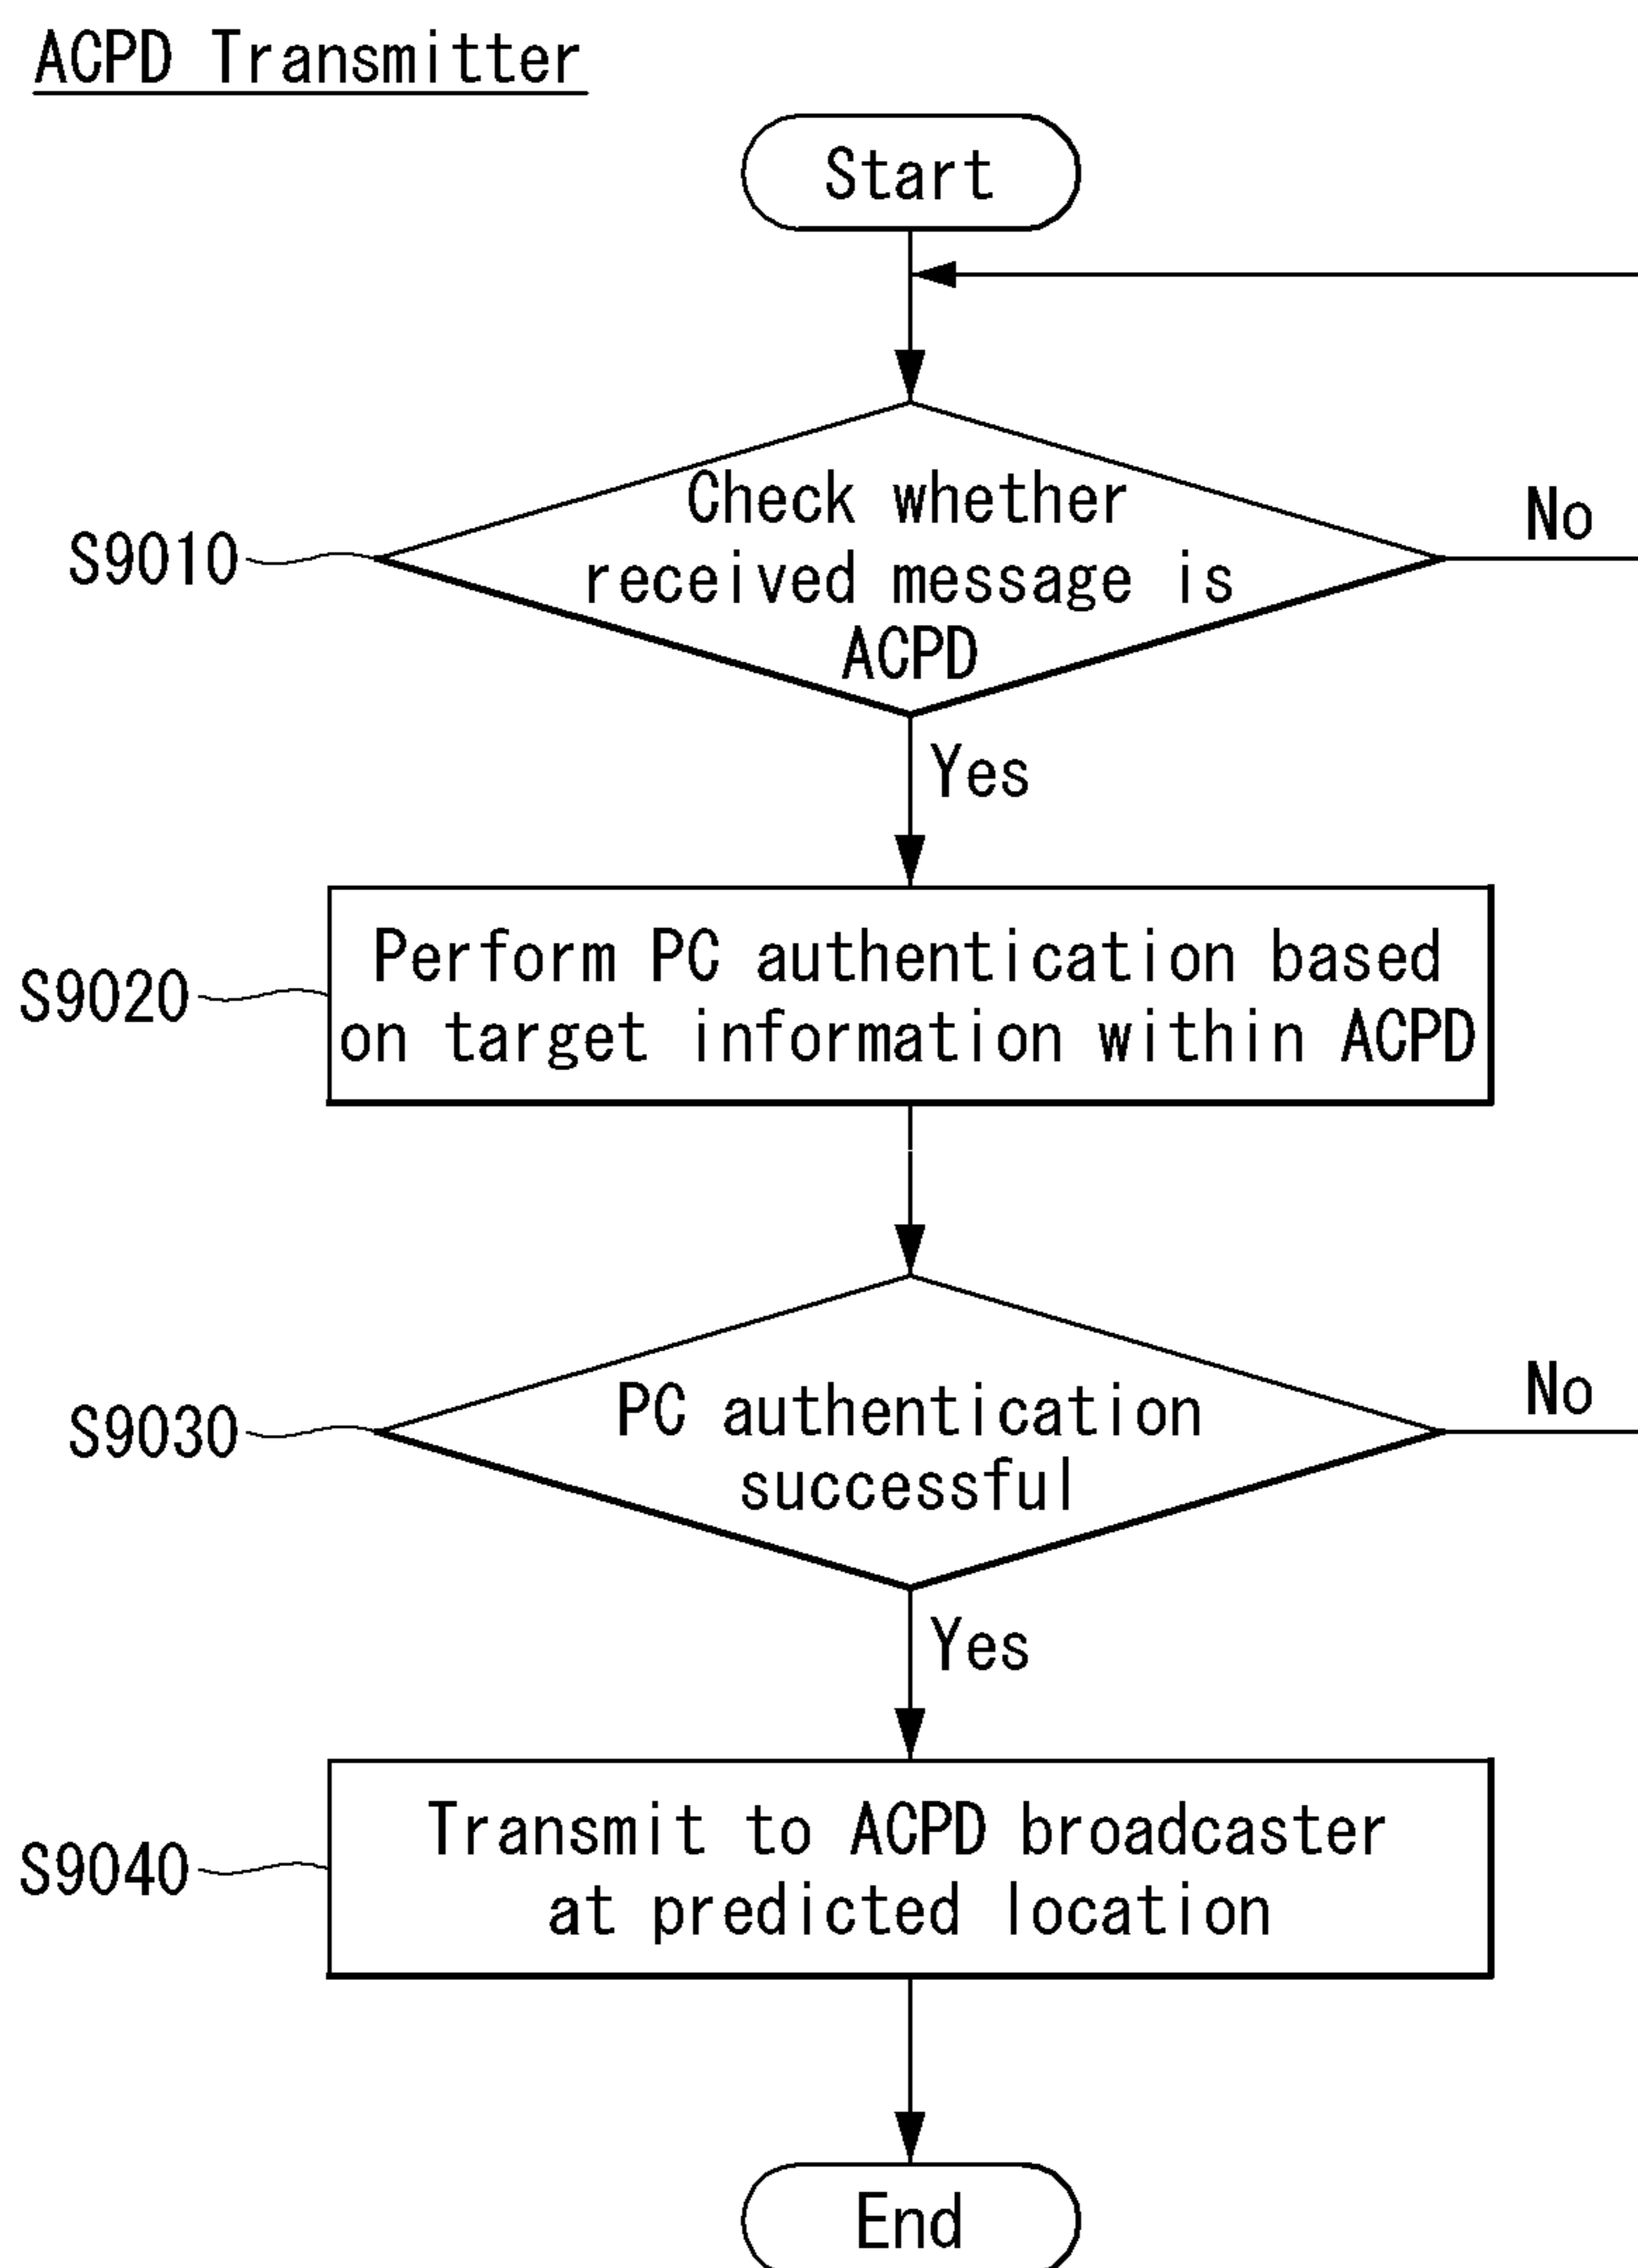 ACPD Transmitter
Start
Check whether
received message is
ACPD
No
S9010
Yes
Perform PC authentication based
on target information within ACPD
S9020
PC authentication
successful
No
S9030
Yes
Transmit to ACPD broadcaster
at predicted location
S9040
End